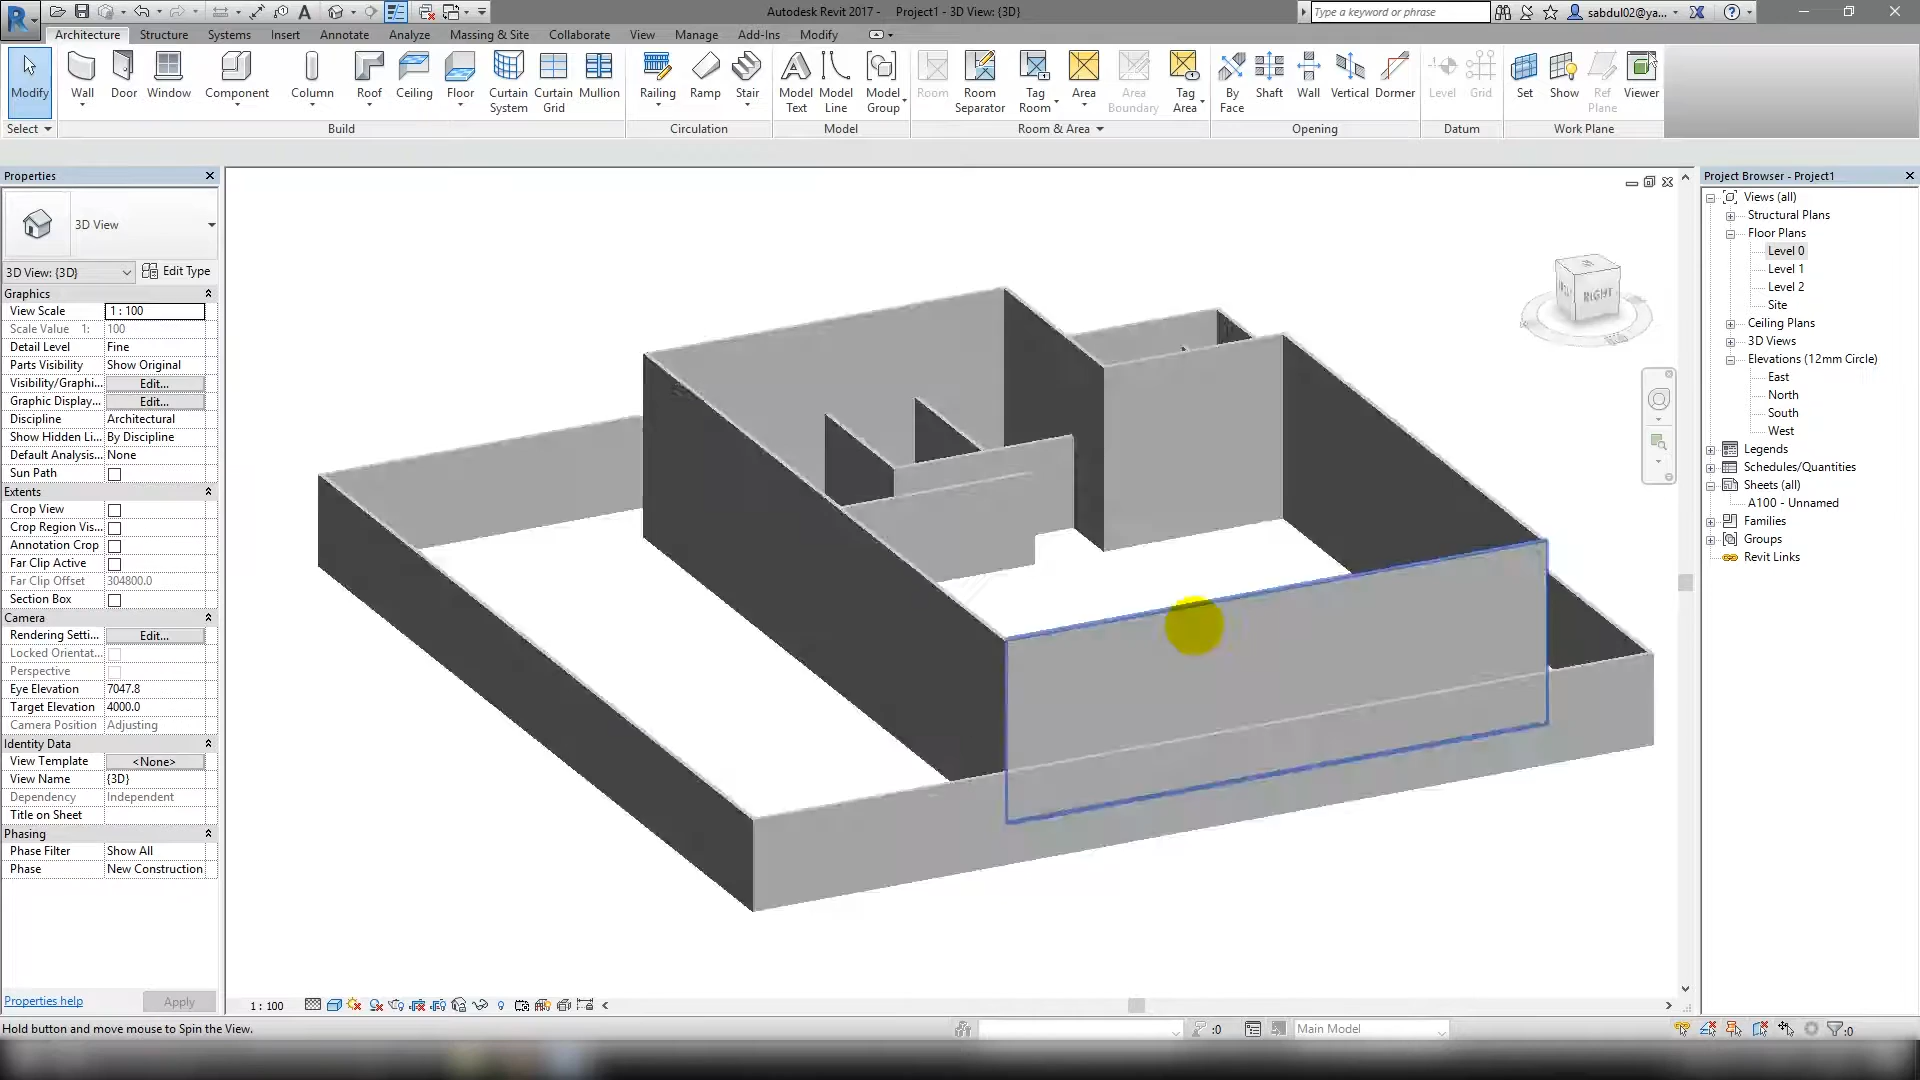 Autodesk Revit 2017 - Project1 - 3D View: {3D}
Type a keyword or phrase
sabdul02@ya...
Architecture Structure Systems Insert Annotate Analyze Massing & Site Collaborate View Manage Add-Ins Modify
Modify
Wall
Door
Window
Component
Column
Roof
Ceiling
Floor
Curtain System
Curtain Grid
Mullion
Railing
Ramp
Stair
Model Text
Model Line
Model Group
Room
Room Separator
Tag Room
Area
Area Boundary
Tag Area
By Face
Shaft
Wall
Vertical
Dormer
Level
Grid
Set
Show
Ref Plane
Viewer
Select
Build
Circulation
Model
Room & Area
Opening
Datum
Work Plane
Properties
3D View
3D View: {3D} Edit Type
Graphics
View Scale 1 : 100
Scale Value 1: 100
Detail Level Fine
Parts Visibility Show Original
Visibility/Graphi... Edit...
Graphic Display... Edit...
Discipline Architectural
Show Hidden Li... By Discipline
Default Analysis... None
Sun Path
Extents
Crop View
Crop Region Vis...
Annotation Crop
Far Clip Active
Far Clip Offset 304800.0
Section Box
Camera
Rendering Setti... Edit...
Locked Orientat...
Perspective
Eye Elevation 7047.8
Target Elevation 4000.0
Camera Position Adjusting
Identity Data
View Template <None>
View Name {3D}
Dependency Independent
Title on Sheet
Phasing
Phase Filter Show All
Phase New Construction
Properties help
Apply
RIGHT
Project Browser - Project1
Views (all)
Structural Plans
Floor Plans
Level 0
Level 1
Level 2
Site
Ceiling Plans
3D Views
Elevations (12mm Circle)
East
North
South
West
Legends
Schedules/Quantities
Sheets (all)
A100 - Unnamed
Families
Groups
Revit Links
1 : 100
Hold button and move mouse to Spin the View.
:0
Main Model
:0